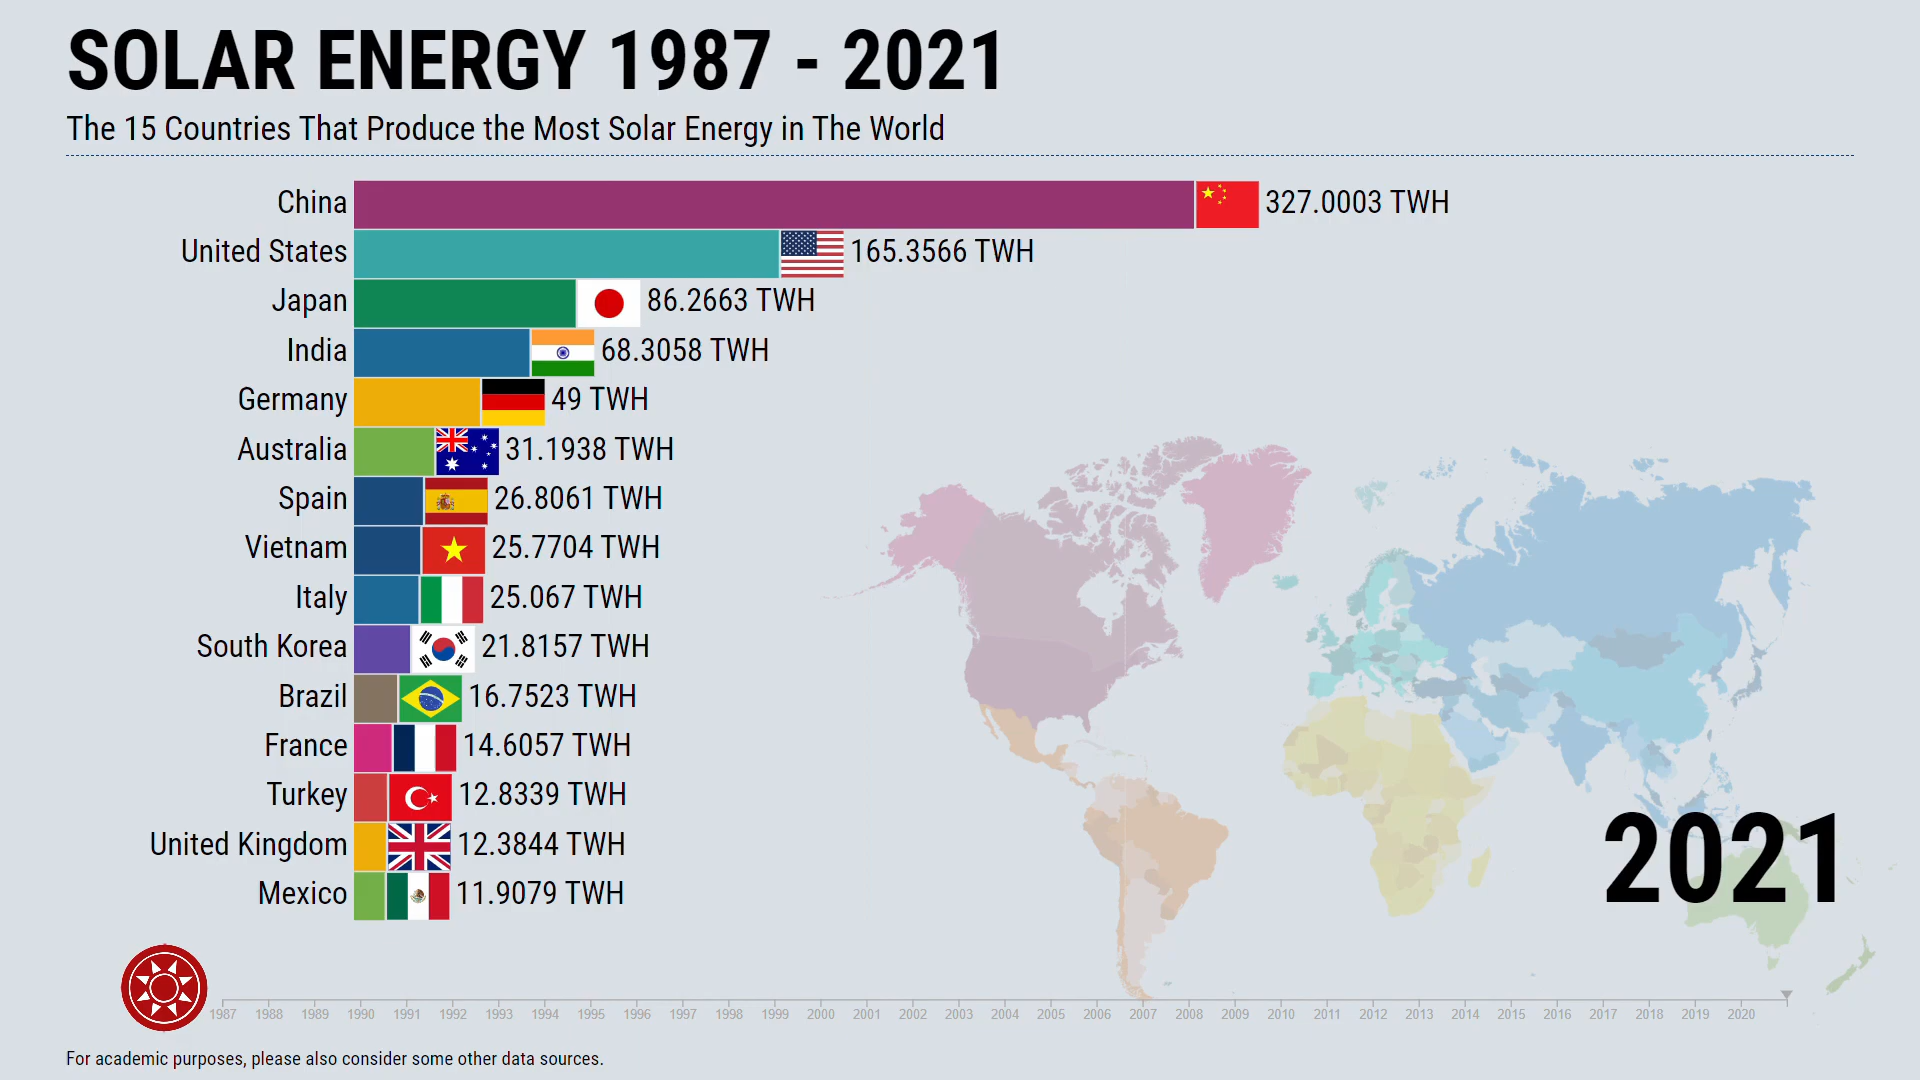 SOLAR ENERGY 1987 - 2021
The 15 Countries That Produce the Most Solar Energy in The World
China 327.0003 TWH
United States 165.3566 TWH
Japan 86.2663 TWH
India 68.3058 TWH
Germany 49 TWH
Australia 31.1938 TWH
Spain 26.8061 TWH
Vietnam 25.7704 TWH
Italy 25.067 TWH
South Korea 21.8157 TWH
Brazil 16.7523 TWH
France 14.6057 TWH
Turkey 12.8339 TWH
United Kingdom 12.3844 TWH
Mexico 11.9079 TWH
2021
1987 1988 1989 1990 1991 1992 1993 1994 1995 1996 1997 1998 1999 2000 2001 2002 2003 2004 2005 2006 2007 2008 2009 2010 2011 2012 2013 2014 2015 2016 2017 2018 2019 2020
For academic purposes, please also consider some other data sources.